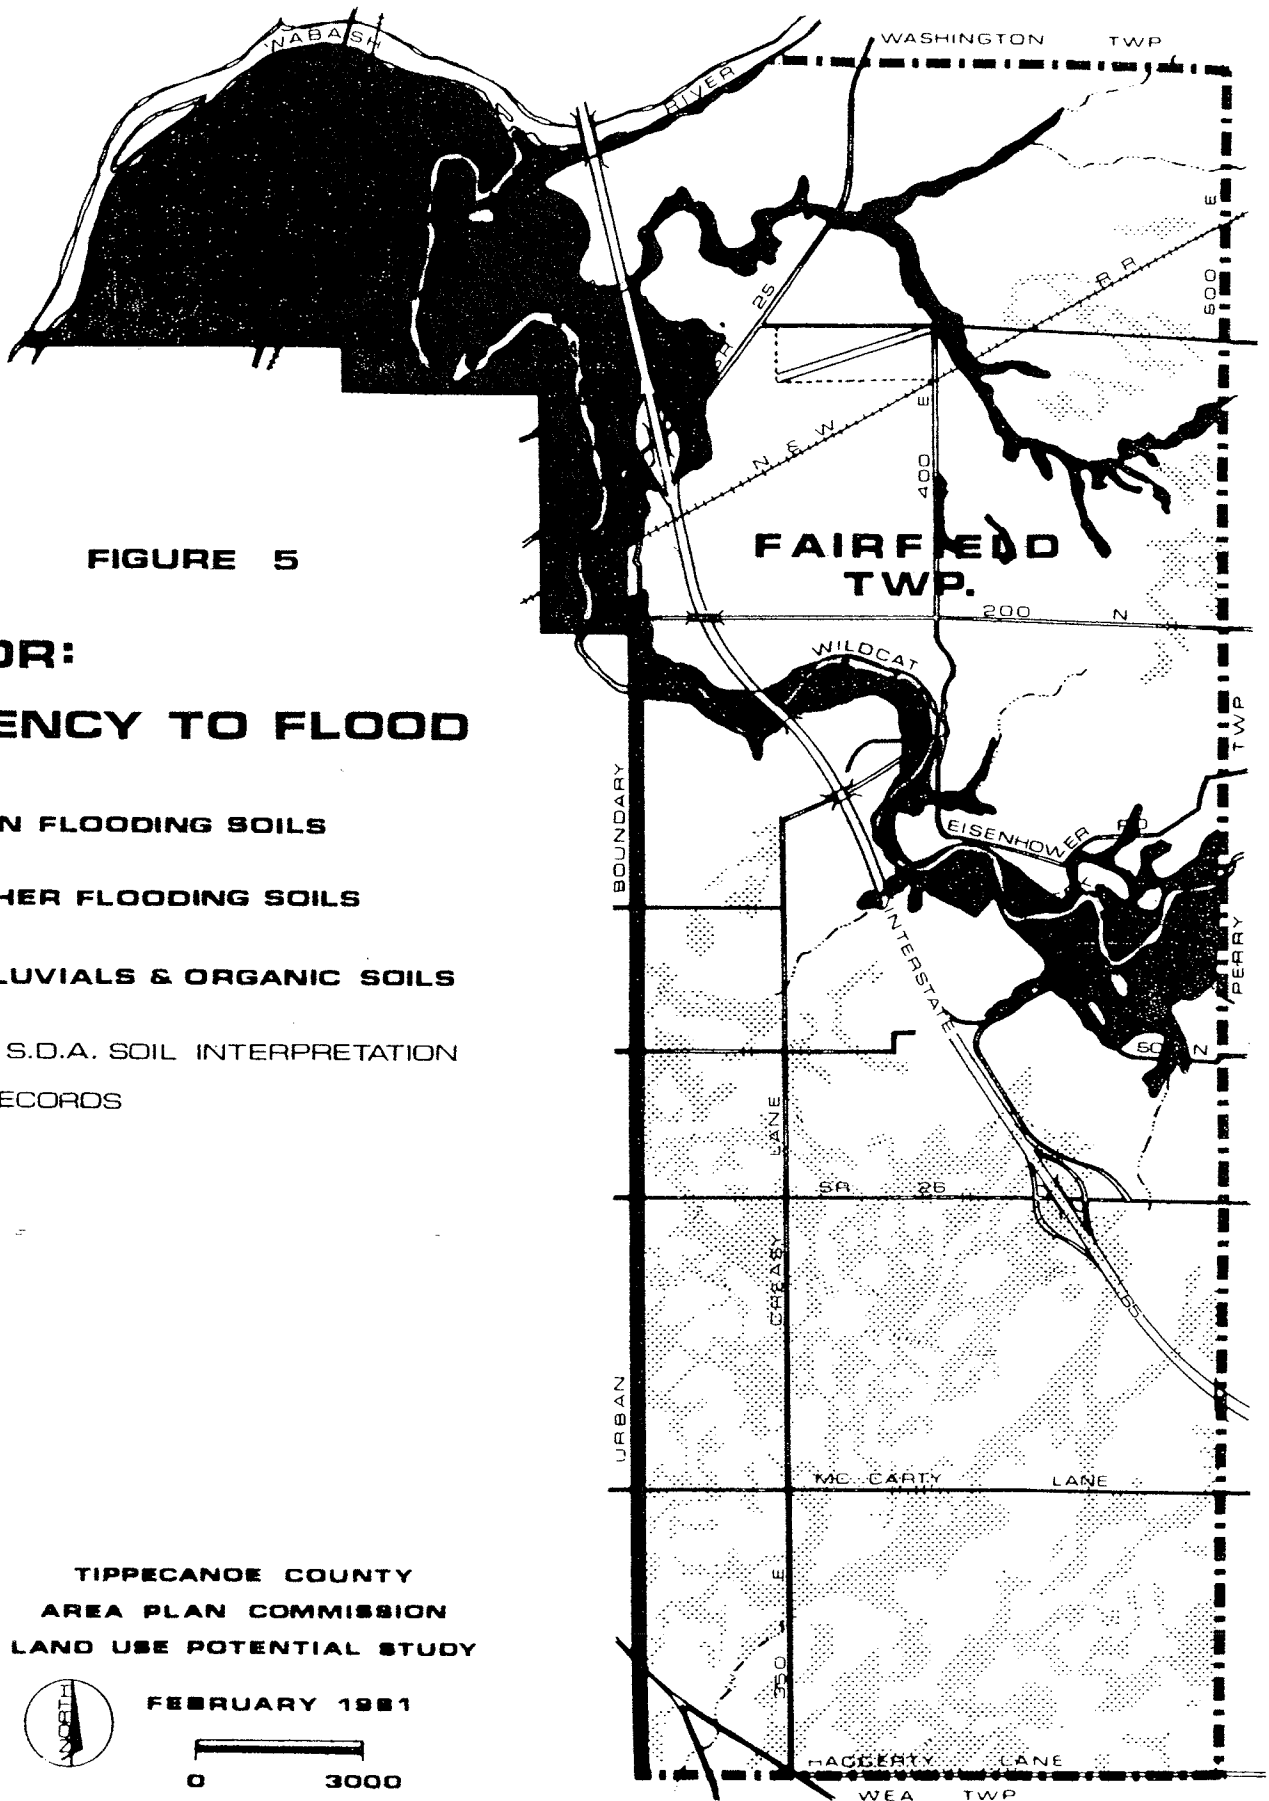 WABASH
RIVER
WASHINGTON TWP
600 E
SR 25
RR
N & W
400 E
FIGURE 5
FAIRFIELD
TWP.
200 N
OR:
WILDCAT
ENCY TO FLOOD
TWP
BOUNDARY
N FLOODING SOILS
EISENHOWER RD
HER FLOODING SOILS
INTERSTATE
PERRY
LUVIALS & ORGANIC SOILS
S.D.A. SOIL INTERPRETATION
50 N
ECORDS
LANE
SR 26
CREASY
65
URBAN
MC CARTY LANE
TIPPECANOE COUNTY
AREA PLAN COMMISSION
LAND USE POTENTIAL STUDY
350 E
NORTH
FEBRUARY 1981
0 3000
HAGGERTY LANE
WEA TWP